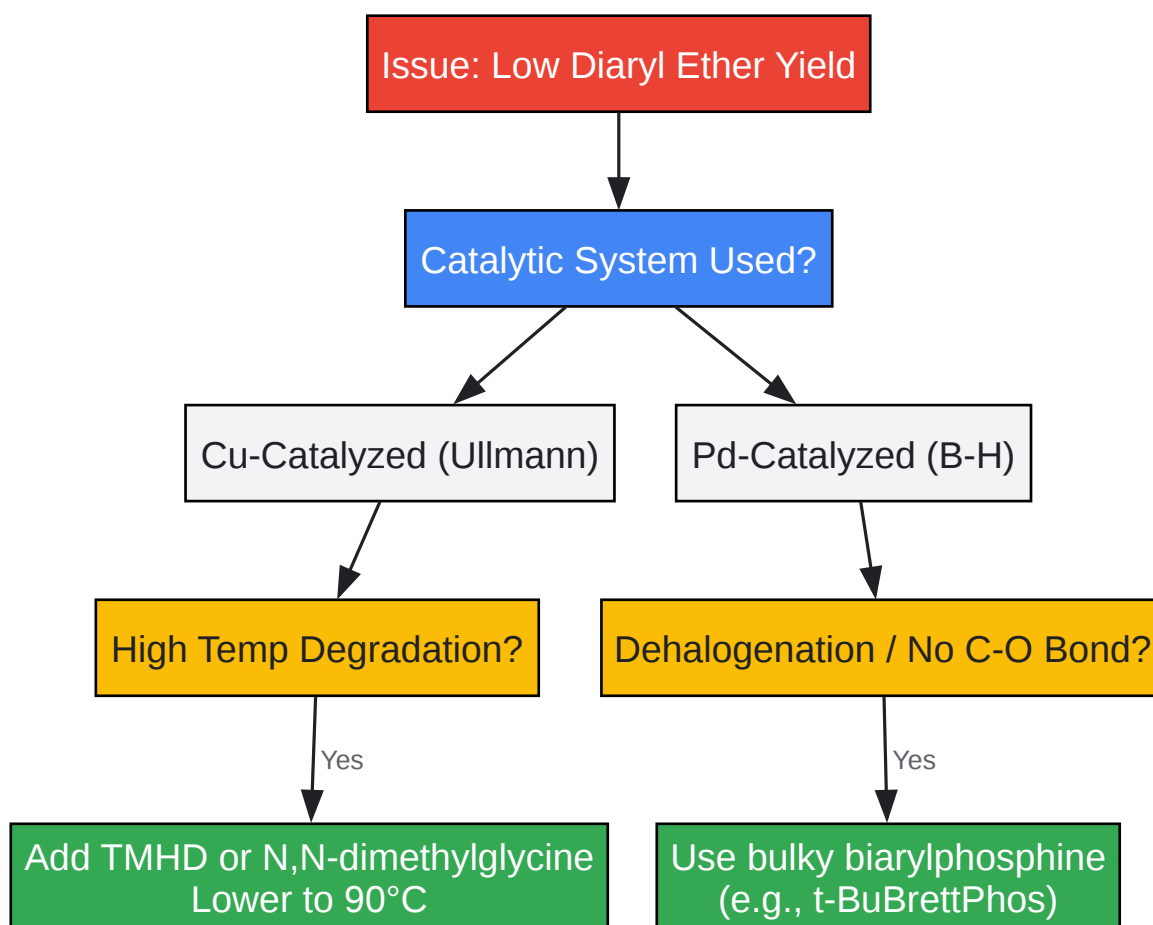 Issue: Low Diaryl Ether Yield
Catalytic System Used?
Cu-Catalyzed (Ullmann)
Pd-Catalyzed (B-H)
High Temp Degradation?
Dehalogenation / No C-O Bond?
Yes
Yes
Add TMHD or N,N-dimethylglycine
Lower to 90°C
Use bulky biarylphosphine
(e.g., t-BuBrettPhos)